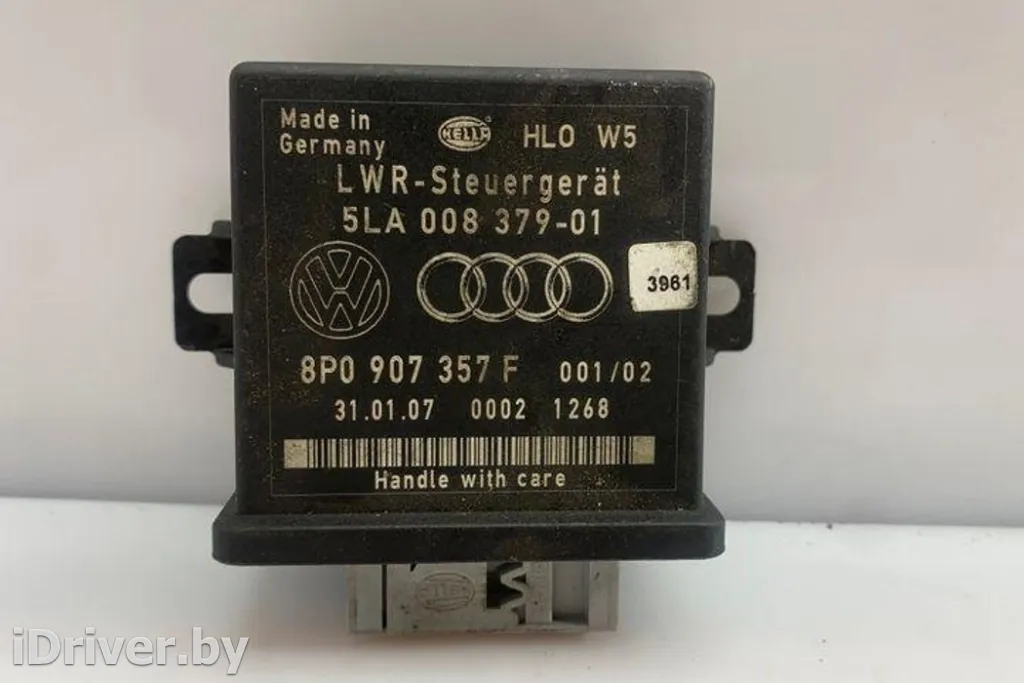 Made in
Germany
HELLA
HLO W5
LWR-Steuergerät
5LA 008 379-01
3961
8P0 907 357 F 001/02
31.01.07 0002 1268
Handle with care
iDriver.by